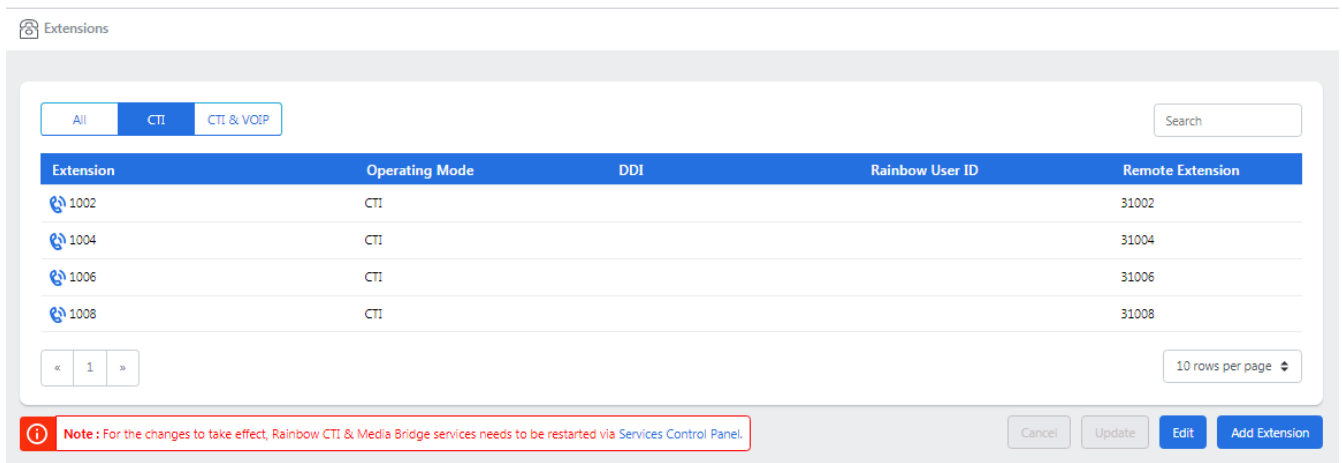 Extensions
All CTI CTI & VOIP Search
Extension Operating Mode DDI Rainbow User ID Remote Extension
1002 CTI 31002
1004 CTI 31004
1006 CTI 31006
1008 CTI 31008
« 1 » 10 rows per page
Note : For the changes to take effect, Rainbow CTI & Media Bridge services needs to be restarted via Services Control Panel. Cancel Update Edit Add Extension